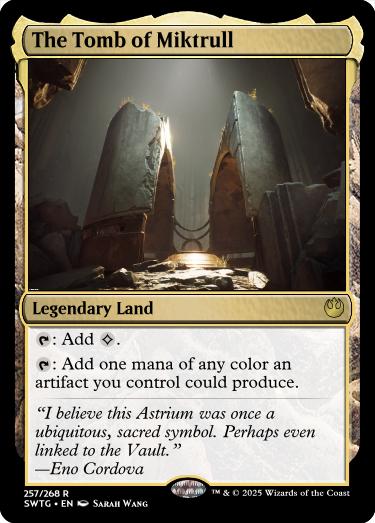 The Tomb of Miktrull
Legendary Land
: Add .
: Add one mana of any color an
artifact you control could produce.
“I believe this Astrium was once a
ubiquitous, sacred symbol. Perhaps even
linked to the Vault.”
—Eno Cordova
257/268 R
SWTG • EN SARAH WANG
™ & © 2025 Wizards of the Coast